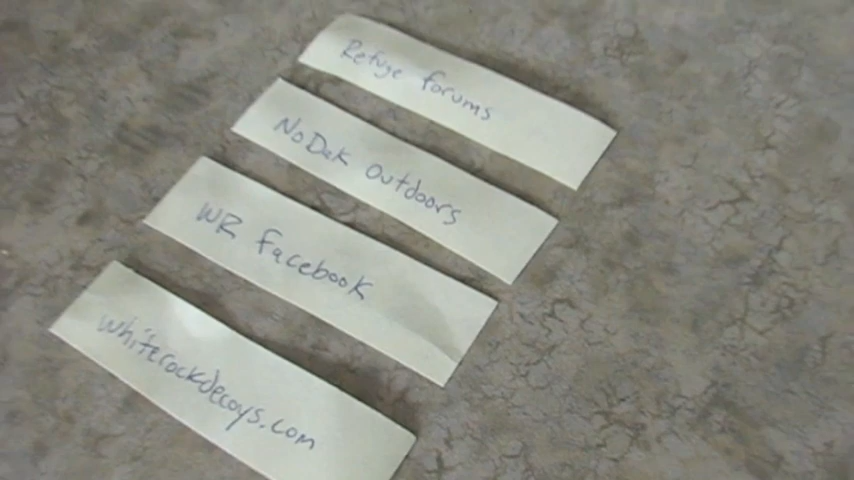 Refuge forums
NoDak Outdoors
WR Facebook
whiterockdecoys.com